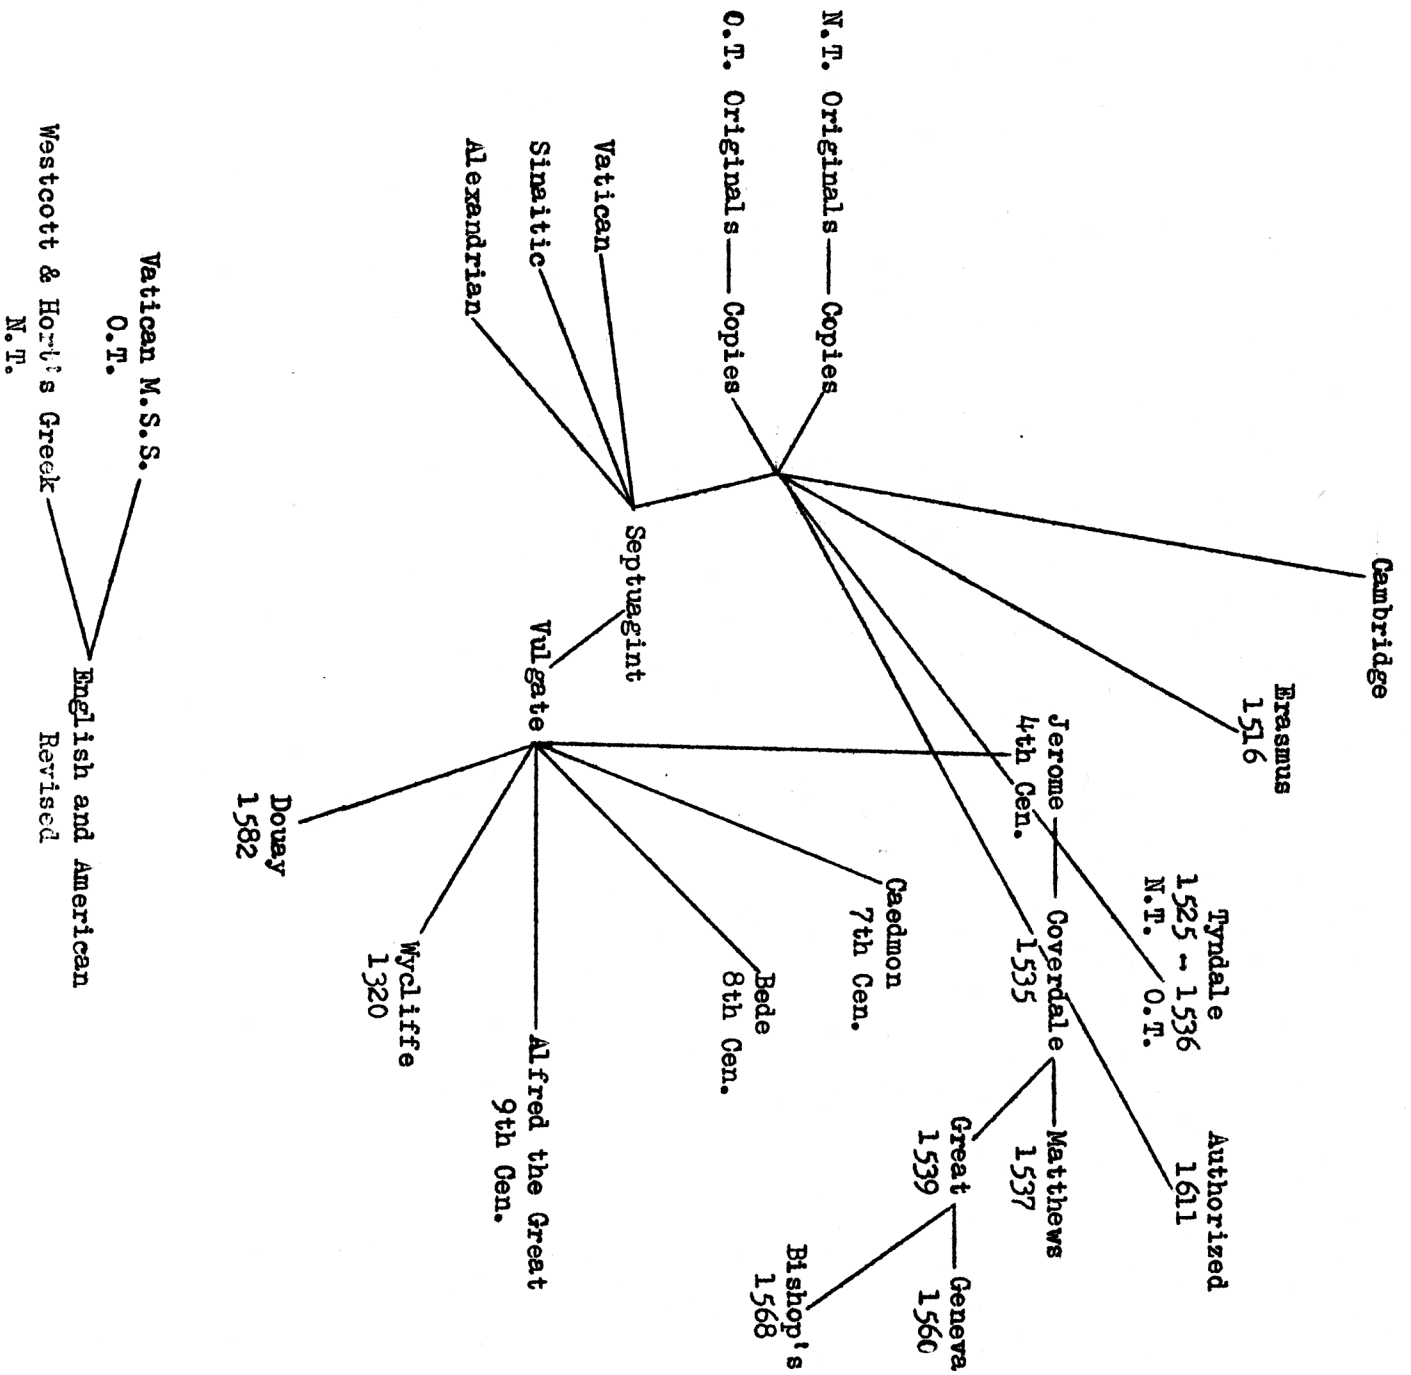 Cambridge
Erasmus
1516
Tyndale
1525 - 1536
N.T. O.T.
Authorized
1611
Jerome
4th Cen.
Coverdale
1535
Matthews
1537
Great
1539
Geneva
1560
Bishop's
1568
N.T. Originals
Copies
O.T. Originals
Copies
Caedmon
7th Cen.
Bede
8th Cen.
Septuagint
Vatican
Sinaitic
Alexandrian
Vulgate
Alfred the Great
9th Cen.
Wycliffe
1320
Douay
1582
Vatican M.S.S.
O.T.
Westcott & Hort's Greek
N.T.
English and American
Revised